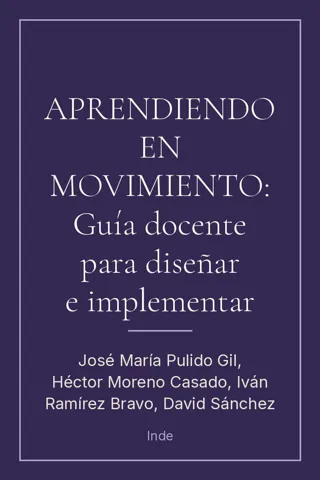 APRENDIENDO
EN
MOVIMIENTO:
Guía docente
para diseñar
e implementar
José María Pulido Gil,
Héctor Moreno Casado, Iván
Ramírez Bravo, David Sánchez
Inde